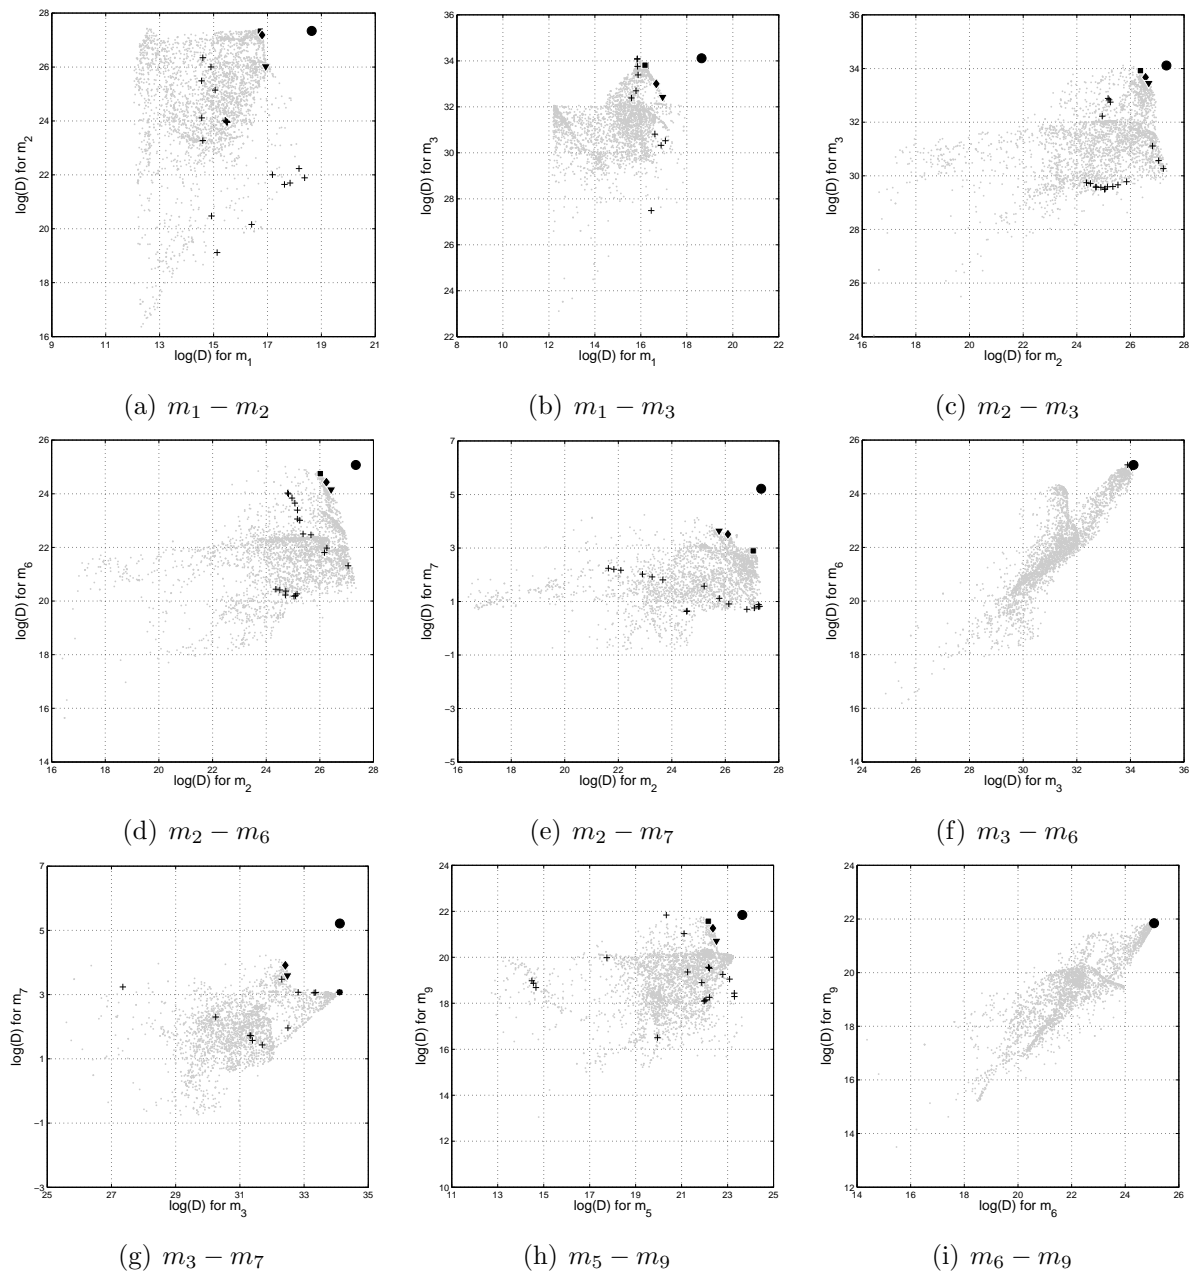 28
26
24
22
20
18
16
log(D) for m2
9 11 13 15 17 19 21
log(D) for m1
(a) m1 − m2
36
34
32
30
28
26
24
22
log(D) for m3
8 10 12 14 16 18 20 22
log(D) for m1
(b) m1 − m3
36
34
32
30
28
26
24
log(D) for m3
16 18 20 22 24 26 28
log(D) for m2
(c) m2 − m3
26
24
22
20
18
16
14
log(D) for m6
16 18 20 22 24 26 28
log(D) for m2
(d) m2 − m6
7
5
3
1
−1
−3
−5
log(D) for m7
16 18 20 22 24 26 28
log(D) for m2
(e) m2 − m7
26
24
22
20
18
16
14
log(D) for m6
24 26 28 30 32 34 36
log(D) for m3
(f) m3 − m6
7
5
3
1
−1
−3
log(D) for m7
25 27 29 31 33 35
log(D) for m3
(g) m3 − m7
24
22
20
18
16
14
12
10
log(D) for m9
11 13 15 17 19 21 23 25
log(D) for m5
(h) m5 − m9
24
22
20
18
16
14
12
log(D) for m9
14 16 18 20 22 24 26
log(D) for m6
(i) m6 − m9